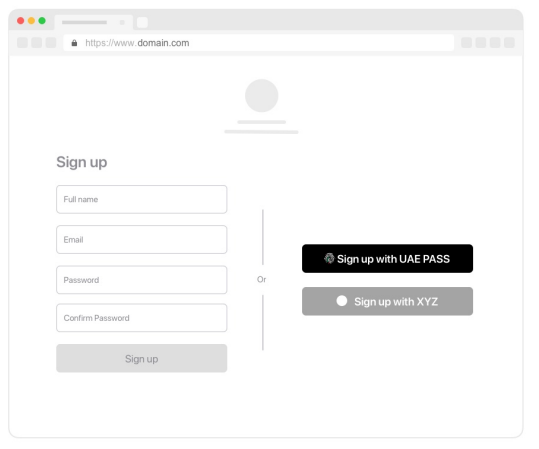 https://www.domain.com
Sign up
Full name
Email
Password
Confirm Password
Sign up
Or
Sign up with UAE PASS
Sign up with XYZ